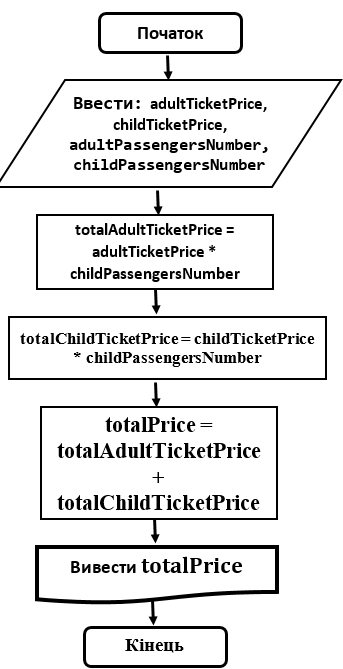 Початок
Ввести: adultTicketPrice,
childTicketPrice,
adultPassengersNumber,
childPassengersNumber
totalAdultTicketPrice =
adultTicketPrice *
childPassengersNumber
totalChildTicketPrice = childTicketPrice
* childPassengersNumber
totalPrice =
totalAdultTicketPrice
+
totalChildTicketPrice
Вивести totalPrice
Кінець